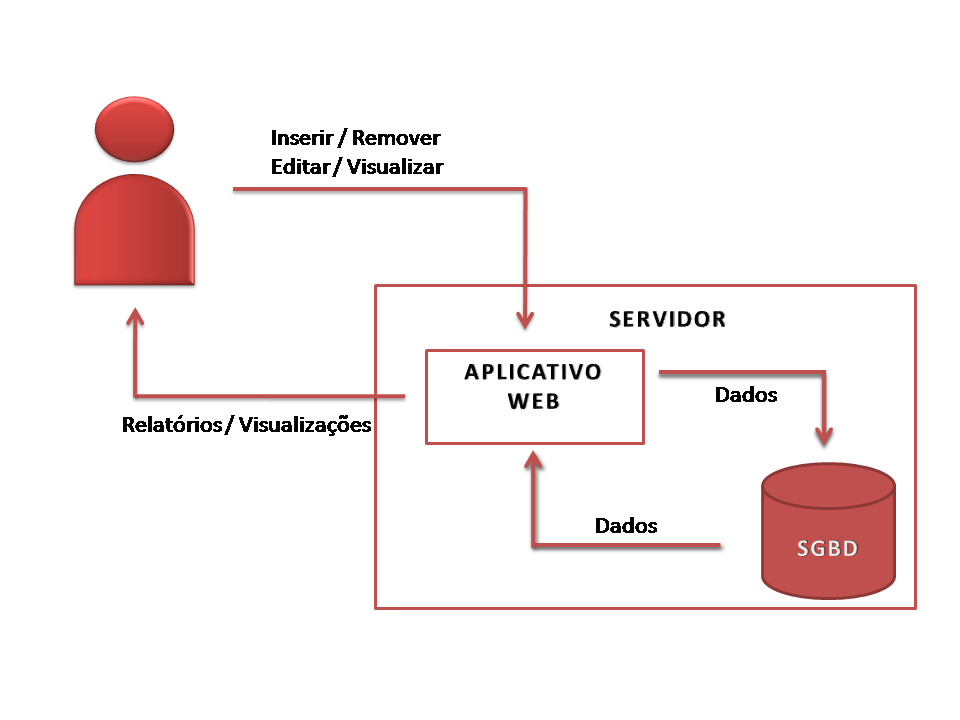 Inserir / Remover
Editar / Visualizar
SERVIDOR
APLICATIVO
WEB
Dados
Relatórios / Visualizações
Dados
SGBD